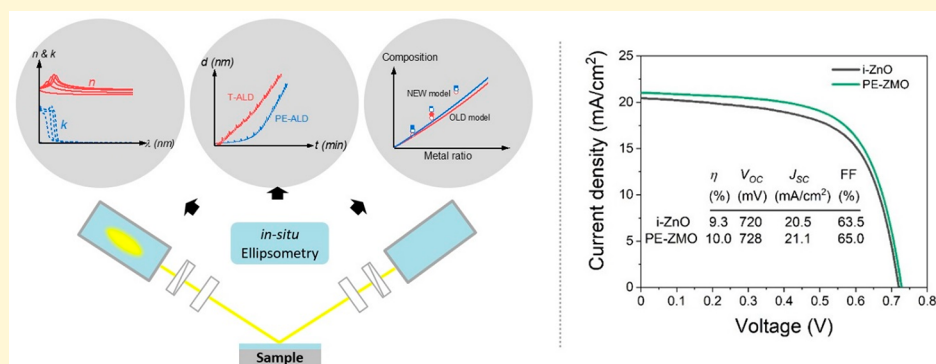 n & k
n
k
λ (nm)
d (nm)
T-ALD
PE-ALD
t (min)
Composition
NEW model
OLD model
Metal ratio
in-situ
Ellipsometry
Sample
Current density (mA/cm²)
25
20
15
10
5
0
i-ZnO
PE-ZMO
η V_OC J_SC FF
(%) (mV) (mA/cm²) (%)
i-ZnO 9.3 720 20.5 63.5
PE-ZMO 10.0 728 21.1 65.0
0 0.1 0.2 0.3 0.4 0.5 0.6 0.7 0.8
Voltage (V)